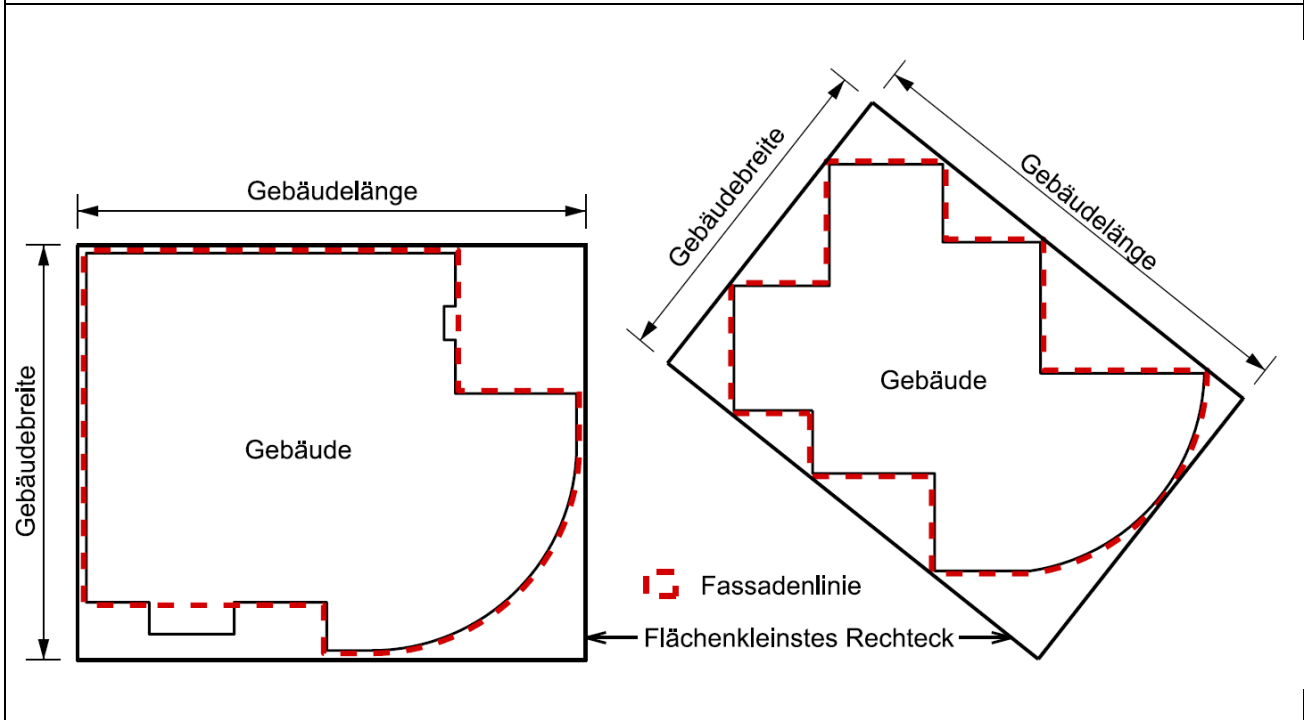 Gebäudelänge
Gebäudebreite
Gebäude
Gebäudebreite
Gebäudelänge
Gebäude
Fassadenlinie
Flächenkleinstes Rechteck